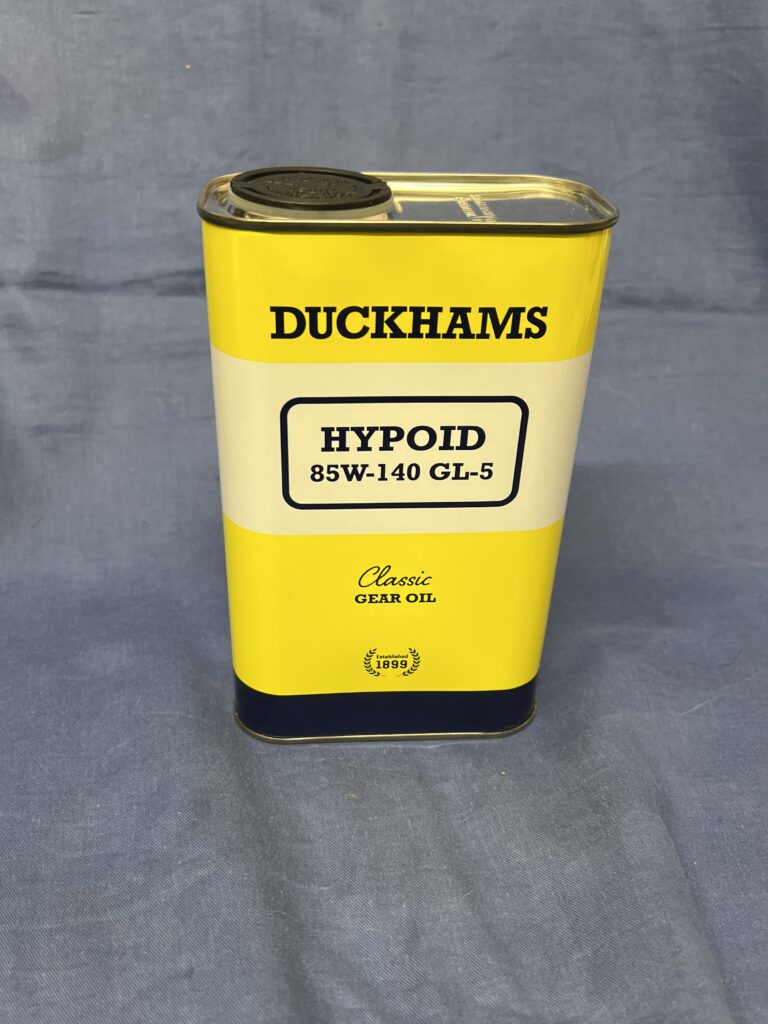 DUCKHAMS
HYPOID
85W-140 GL-5
Classic
GEAR OIL
Established
1899